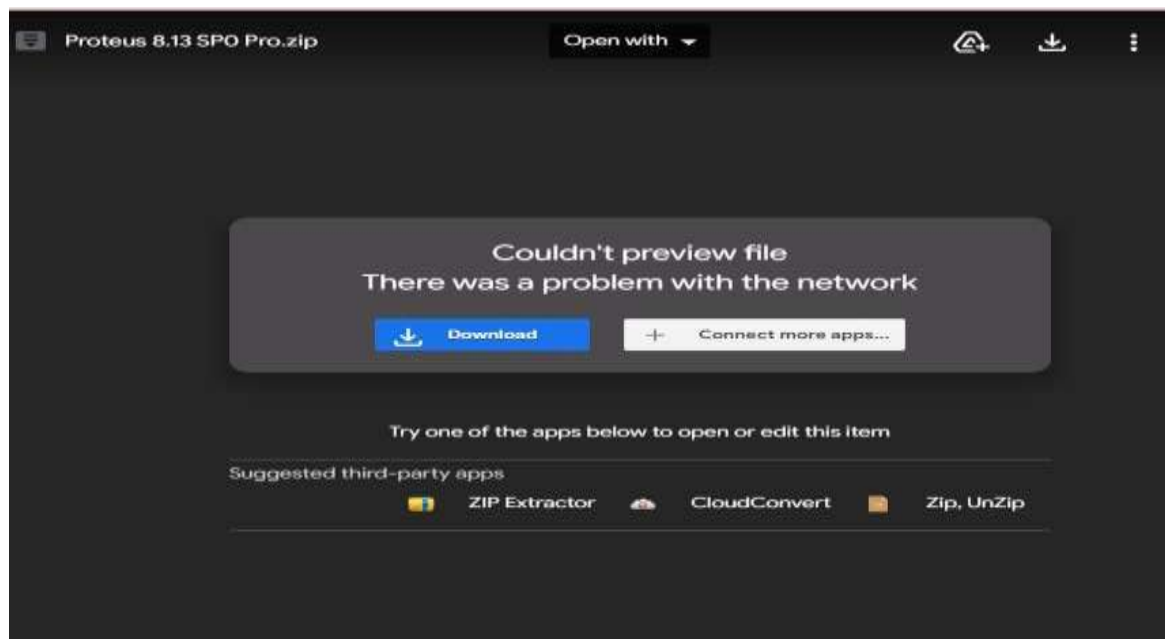 Proteus 8.13 SPO Pro.zip
Open with
Couldn't preview file
There was a problem with the network
Download
Connect more apps...
Try one of the apps below to open or edit this item
Suggested third-party apps
ZIP Extractor
CloudConvert
Zip, UnZip